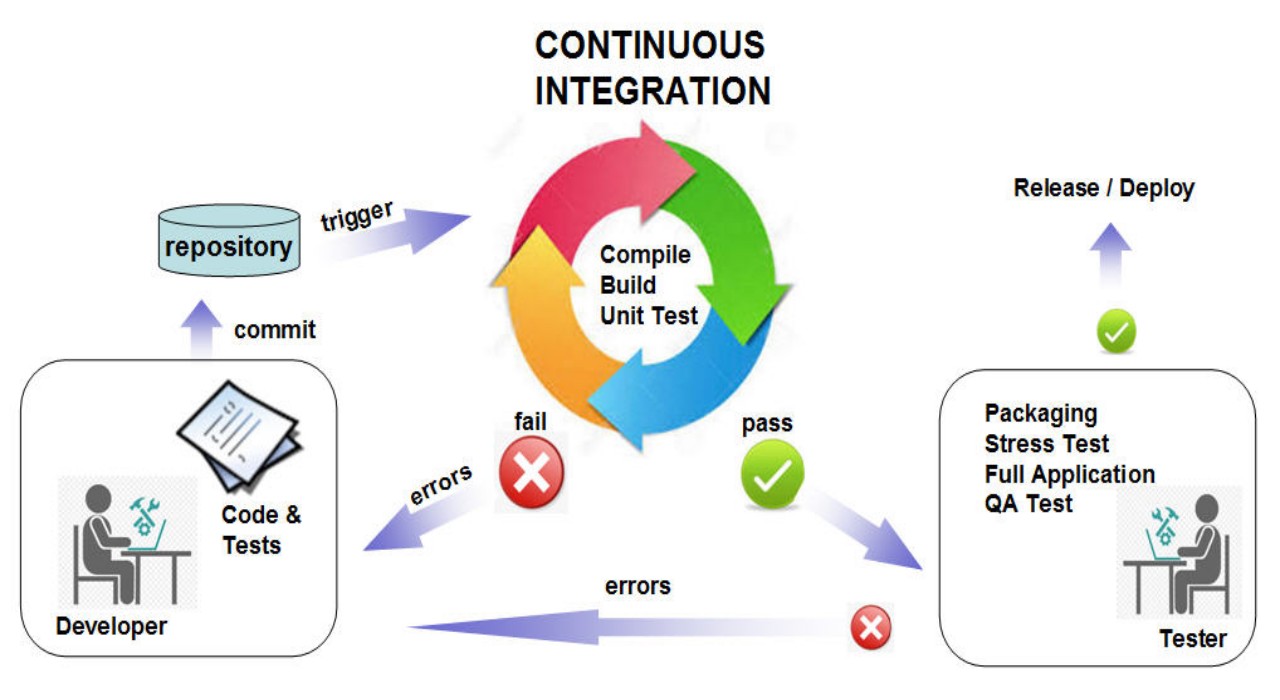 CONTINUOUS
INTEGRATION
Release / Deploy
trigger
repository
Compile
Build
Unit Test
commit
fail
pass
errors
Code &
Tests
Developer
Packaging
Stress Test
Full Application
QA Test
errors
Tester